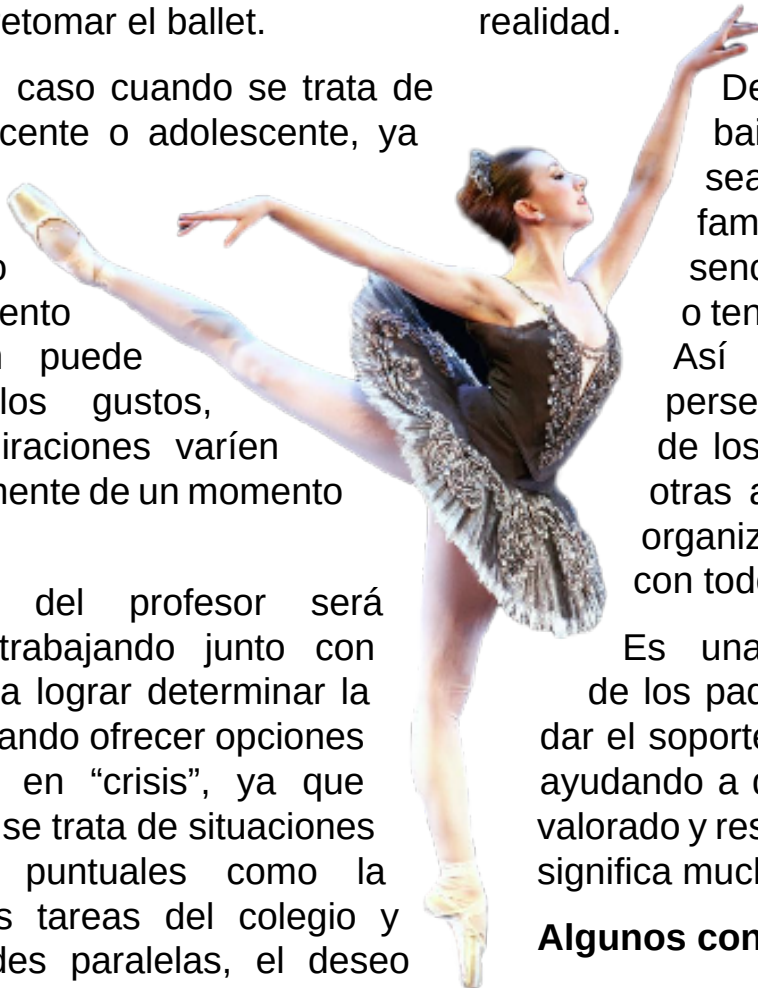 etomar el ballet.
caso cuando se trata de
cente o adolescente, ya
o
ento
puede
los gustos,
iraciones varíen
mente de un momento
del profesor será
trabajando junto con
a lograr determinar la
ando ofrecer opciones
en “crisis”, ya que
se trata de situaciones
puntuales como la
s tareas del colegio y
des paralelas, el deseo
realidad.
De
bai
sea
fam
senc
o ten
Así
perse
de los
otras a
organiz
con tod
Es una
de los pad
dar el soporte
ayudando a d
valorado y res
significa mucl
Algunos con